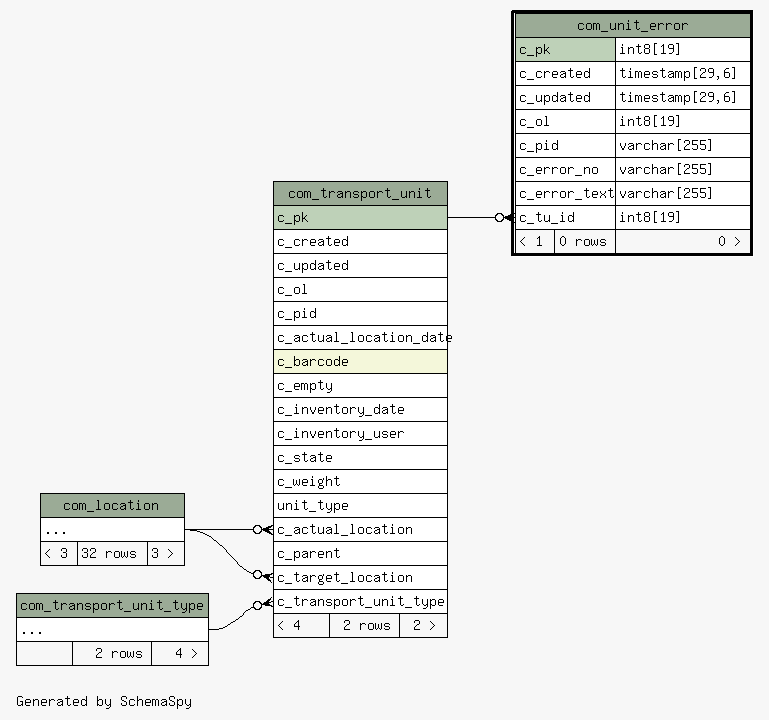 com_unit_error
c_pk int8[19]
c_created timestamp[29,6]
c_updated timestamp[29,6]
c_ol int8[19]
c_pid varchar[255]
c_error_no varchar[255]
c_error_text varchar[255]
c_tu_id int8[19]
< 1 0 rows 0 >
com_transport_unit
c_pk
c_created
c_updated
c_ol
c_pid
c_actual_location_date
c_barcode
c_empty
c_inventory_date
c_inventory_user
c_state
c_weight
unit_type
c_actual_location
c_parent
c_target_location
c_transport_unit_type
< 4 2 rows 2 >
com_location
...
< 3 32 rows 3 >
com_transport_unit_type
...
2 rows 4 >
Generated by SchemaSpy